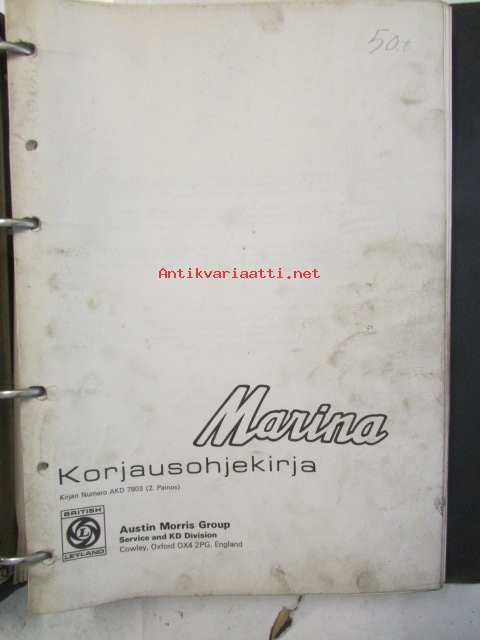 50.-
Antikvariaatti.net
Marina
Korjausohjekirja
Kirjan Numero AKD 7803 (2. Painos)
BRITISH
L
LEYLAND
Austin Morris Group
Service and KD Division
Cowley, Oxford OX4 2PG, England